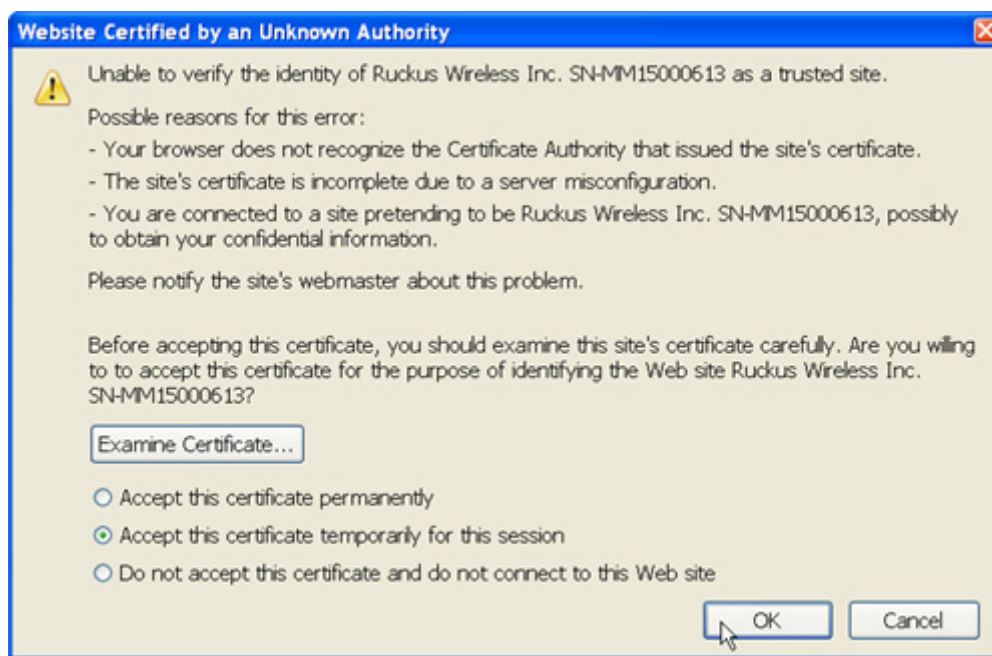 Website Certified by an Unknown Authority
Unable to verify the identity of Ruckus Wireless Inc. SN-MM15000613 as a trusted site.
Possible reasons for this error:
- Your browser does not recognize the Certificate Authority that issued the site's certificate.
- The site's certificate is incomplete due to a server misconfiguration.
- You are connected to a site pretending to be Ruckus Wireless Inc. SN-MM15000613, possibly
to obtain your confidential information.
Please notify the site's webmaster about this problem.
Before accepting this certificate, you should examine this site's certificate carefully. Are you willing
to to accept this certificate for the purpose of identifying the Web site Ruckus Wireless Inc.
SN-MM15000613?
Examine Certificate...
Accept this certificate permanently
Accept this certificate temporarily for this session
Do not accept this certificate and do not connect to this Web site
OK Cancel